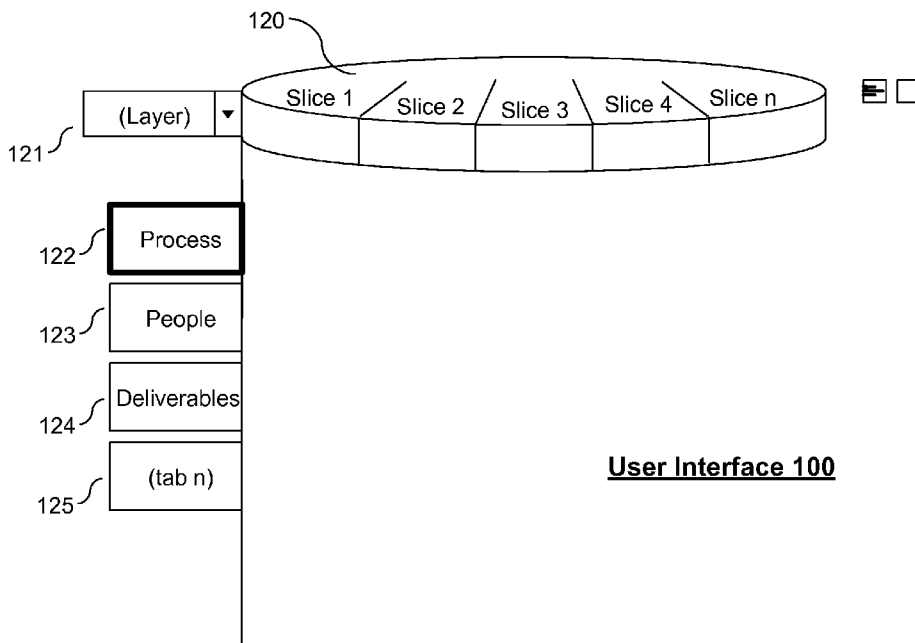 120
Slice 1
Slice 2
Slice 3
Slice 4
Slice n
(Layer)
121
Process
122
People
123
Deliverables
124
(tab n)
125
User Interface 100